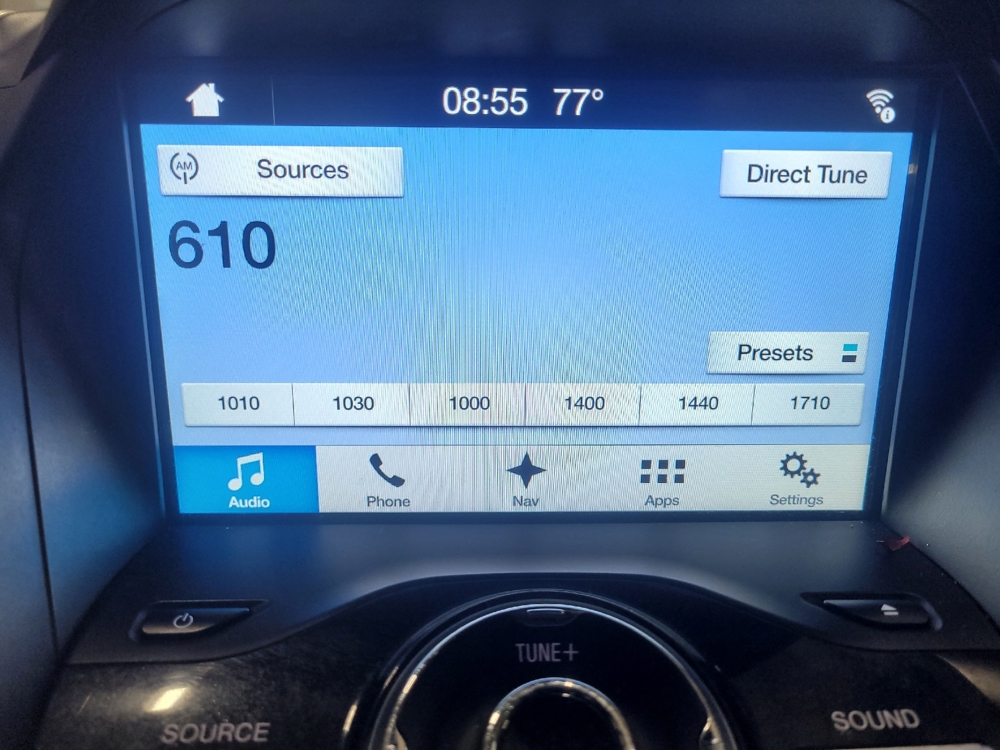 08:55 77°
AM Sources
Direct Tune
610
Presets
1010 1030 1000 1400 1440 1710
Audio Phone Nav Apps Settings
TUNE+
SOURCE
SOUND